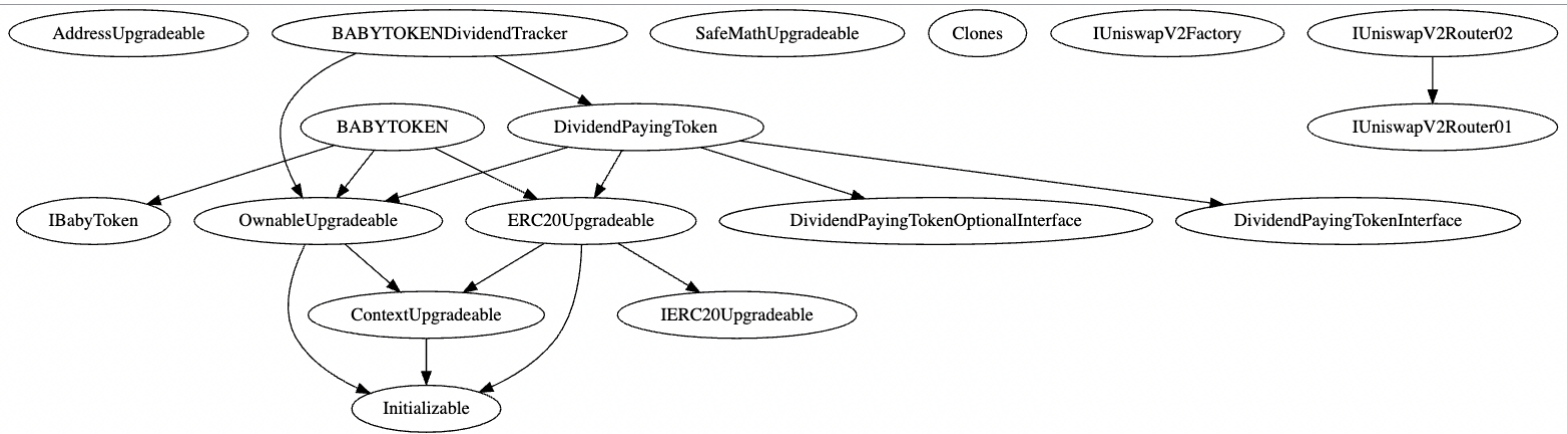 AddressUpgradeable
BABYTOKENDividendTracker
SafeMathUpgradeable
Clones
IUniswapV2Factory
IUniswapV2Router02
BABYTOKEN
DividendPayingToken
IUniswapV2Router01
IBabyToken
OwnableUpgradeable
ERC20Upgradeable
DividendPayingTokenOptionalInterface
DividendPayingTokenInterface
ContextUpgradeable
IERC20Upgradeable
Initializable